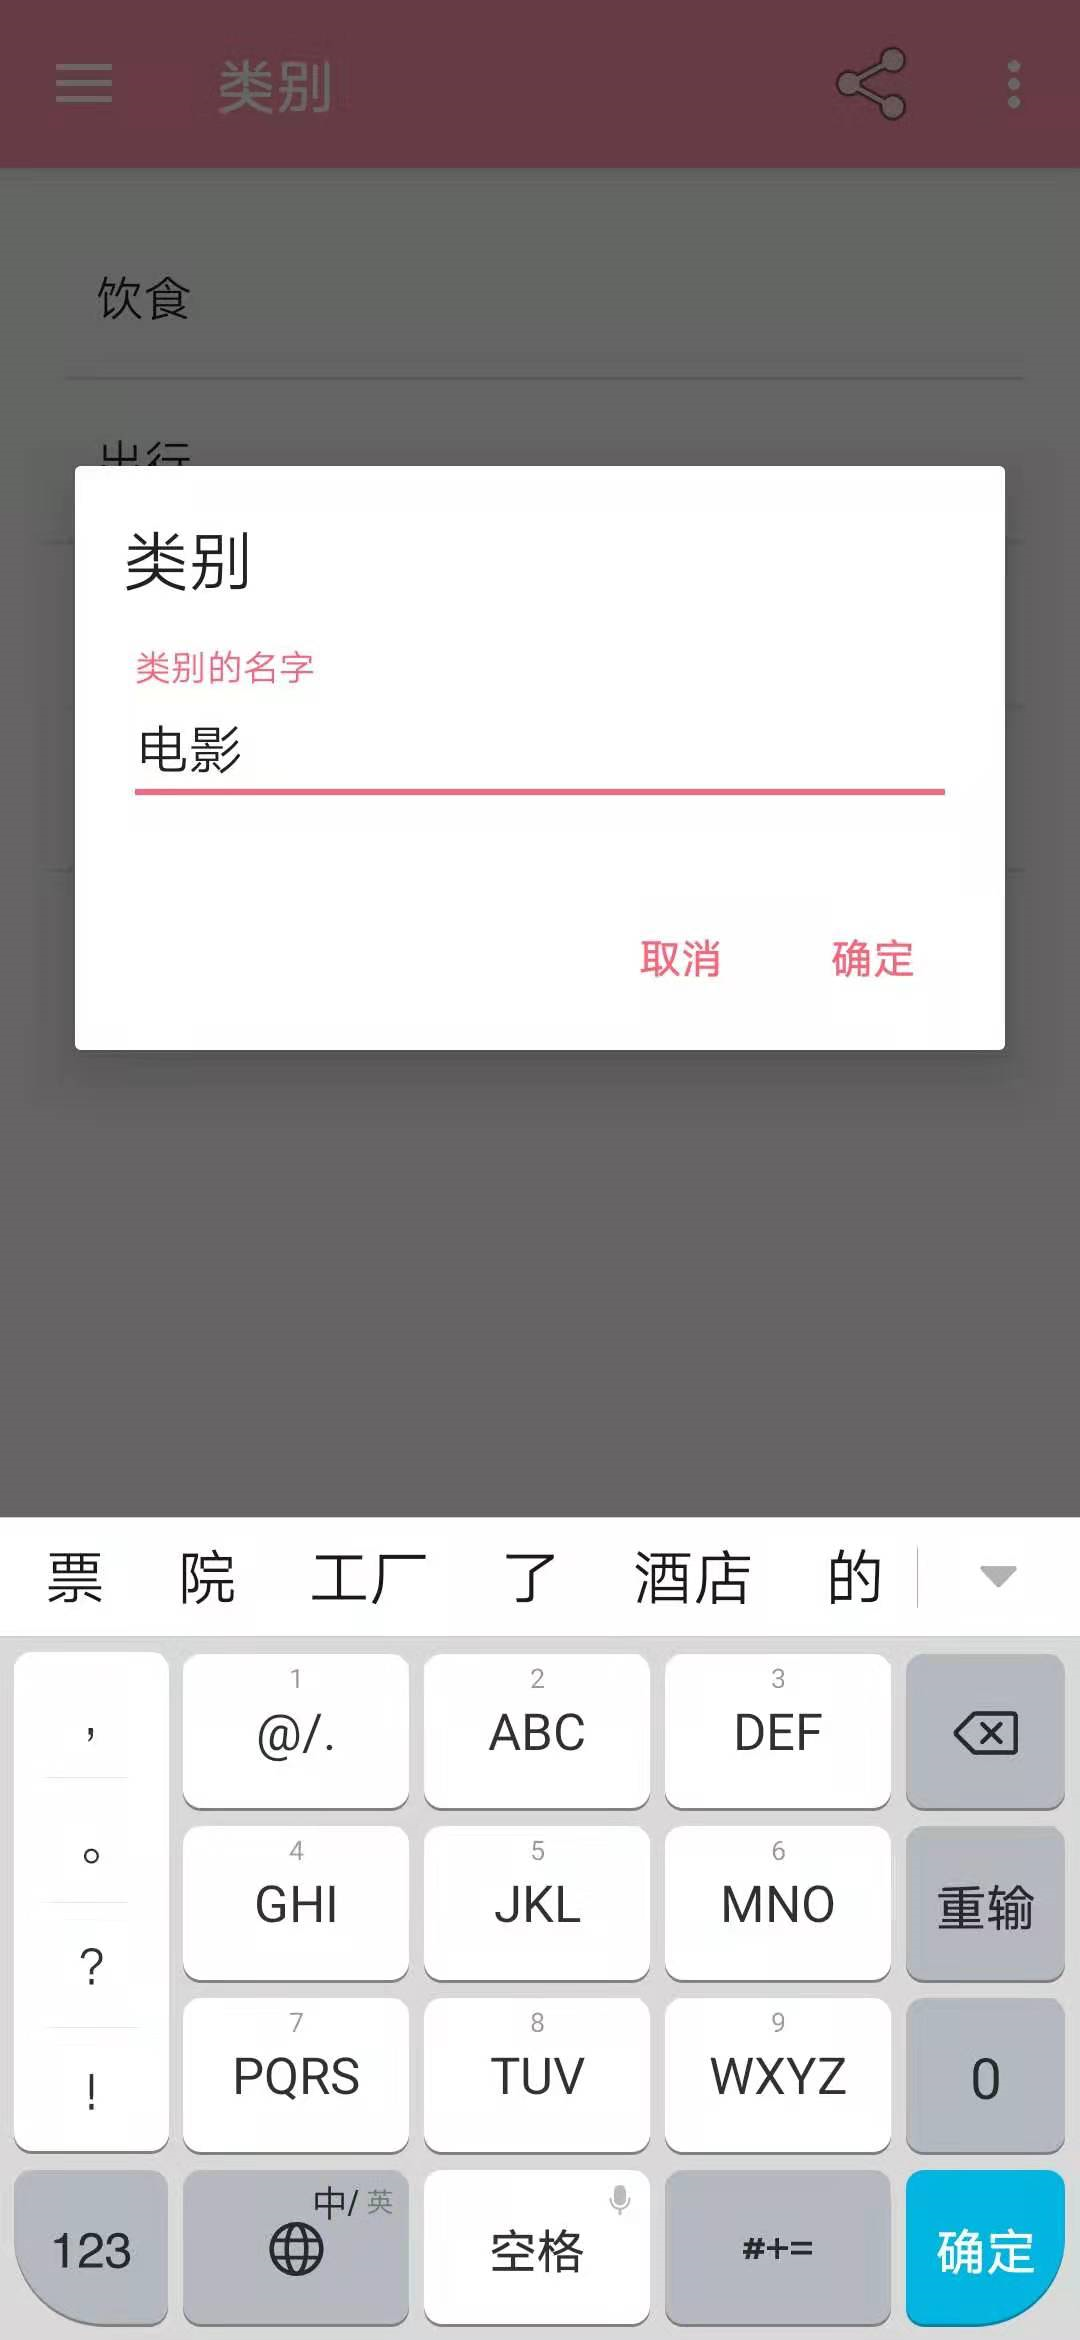 类别
饮食
出行
类别
类别的名字
电影
取消 确定
票 院 工厂 了 酒店 的
, 1 @/. 2 ABC 3 DEF
。 4 GHI 5 JKL 6 MNO 重输
? 7 PQRS 8 TUV 9 WXYZ 0
!
123 中/英 空格 #+= 确定